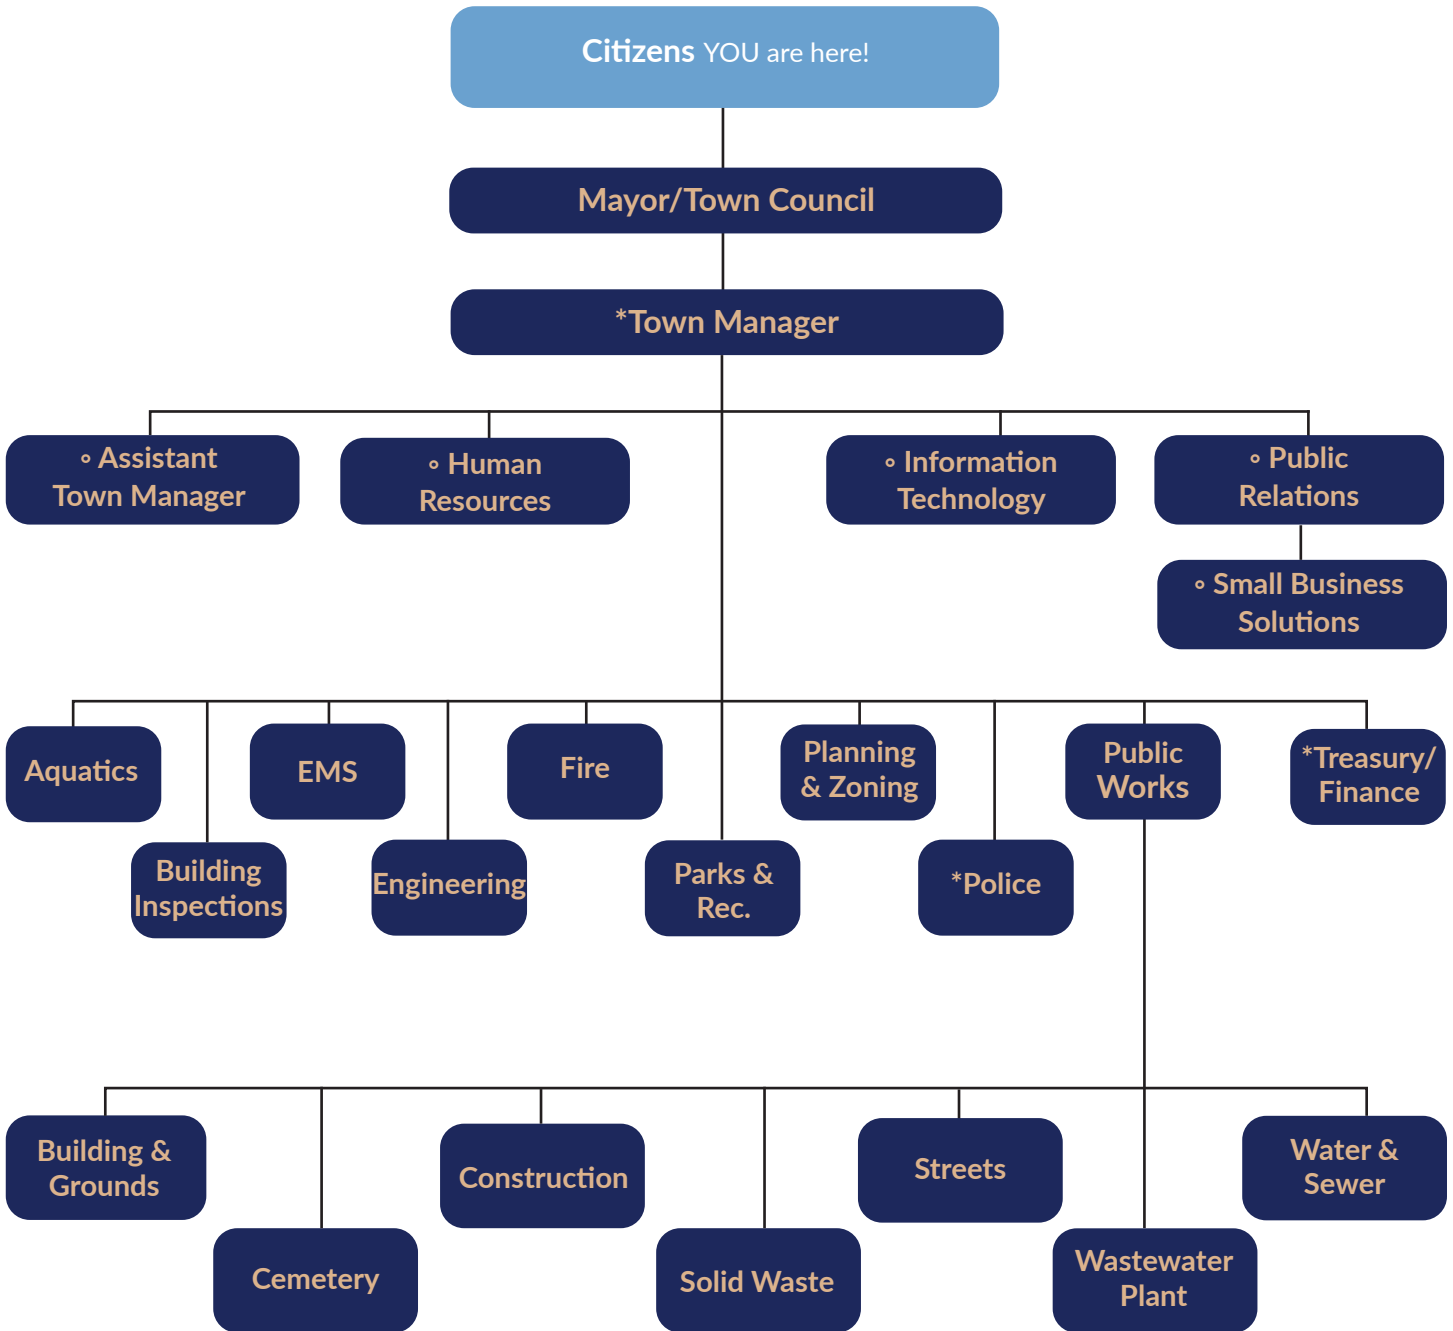 Citizens YOU are here!
Mayor/Town Council
*Town Manager
∘ Assistant
Town Manager
∘ Human
Resources
∘ Information
Technology
∘ Public
Relations
∘ Small Business
Solutions
Aquatics
EMS
Fire
Planning
& Zoning
Public
Works
*Treasury/
Finance
Building
Inspections
Engineering
Parks &
Rec.
*Police
Building &
Grounds
Construction
Streets
Water &
Sewer
Cemetery
Solid Waste
Wastewater
Plant